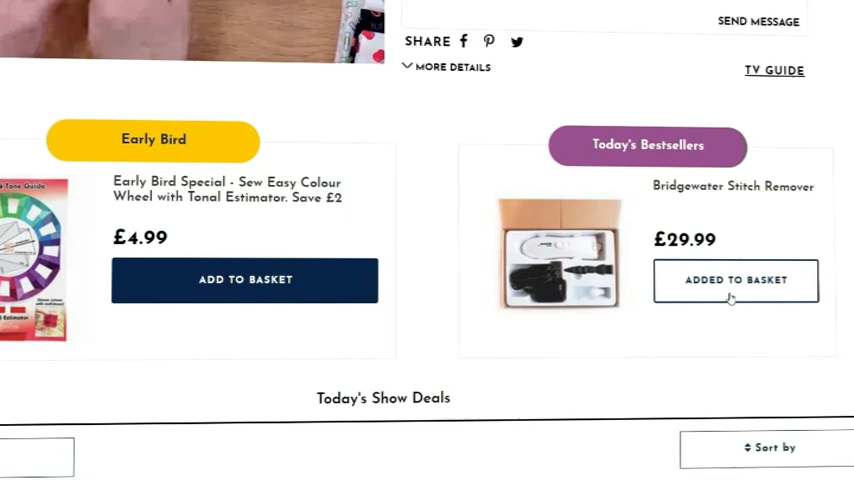 SEND MESSAGE
SHARE
MORE DETAILS
TV GUIDE
Early Bird
Early Bird Special - Sew Easy Colour
Wheel with Tonal Estimator. Save £2
£4.99
ADD TO BASKET
Today's Bestsellers
Bridgewater Stitch Remover
£29.99
ADDED TO BASKET
Today's Show Deals
Sort by